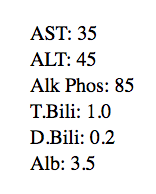 AST: 35
ALT: 45
Alk Phos: 85
T.Bili: 1.0
D.Bili: 0.2
Alb: 3.5